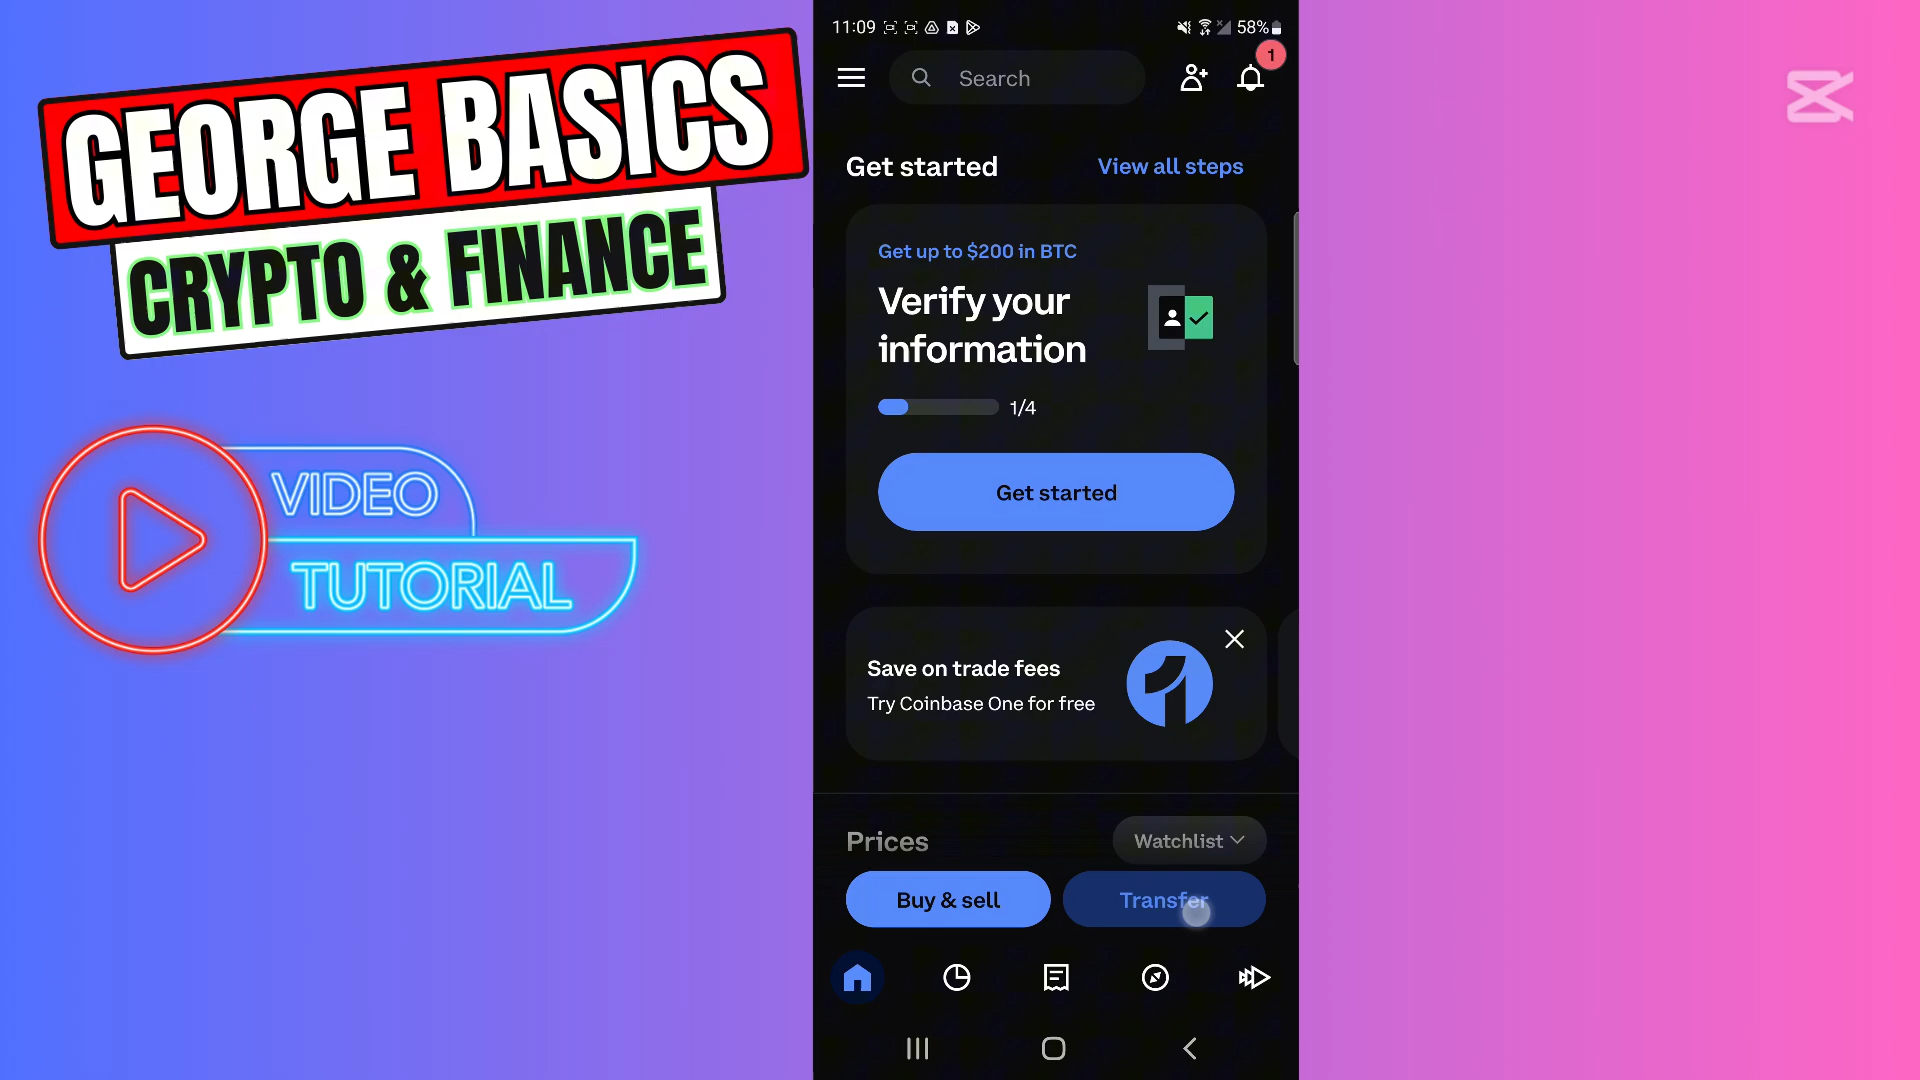 GEORGE BASICS
CRYPTO & FINANCE
VIDEO
TUTORIAL
11:09
58%
Search
1
Get started
View all steps
Get up to $200 in BTC
Verify your
information
1/4
Get started
Save on trade fees
Try Coinbase One for free
Prices
Watchlist
Buy & sell
Transfer